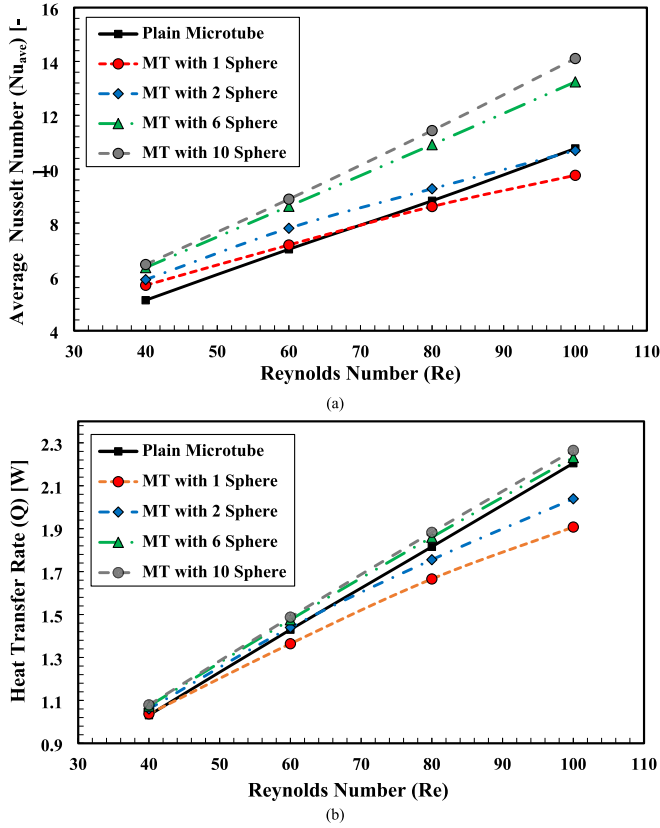 Average Nusselt Number (Nuave) [-
]
16
14
12
10
8
6
4
Plain Microtube
MT with 1 Sphere
MT with 2 Sphere
MT with 6 Sphere
MT with 10 Sphere
30 40 50 60 70 80 90 100 110
Reynolds Number (Re)
(a)
Heat Transfer Rate (Q) [W]
2.3
2.1
1.9
1.7
1.5
1.3
1.1
0.9
Plain Microtube
MT with 1 Sphere
MT with 2 Sphere
MT with 6 Sphere
MT with 10 Sphere
30 40 50 60 70 80 90 100 110
Reynolds Number (Re)
(b)